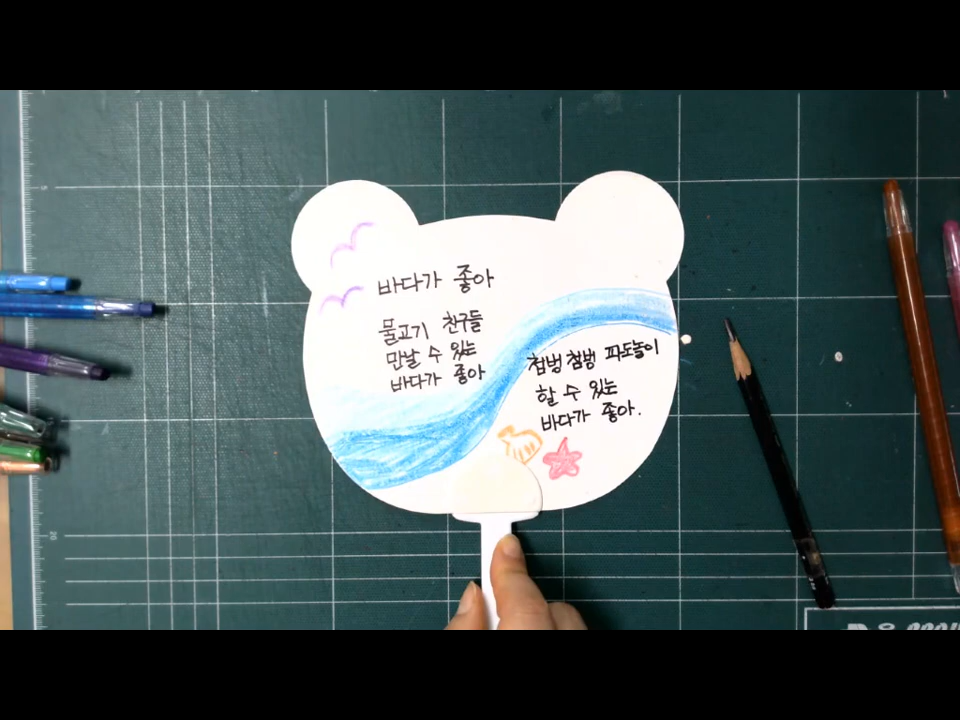 바다가 좋아
물고기 친구들
만날 수 있는
바다가 좋아
첨벙첨벙 파도놀이
할 수 있는
바다가 좋아.
5
20